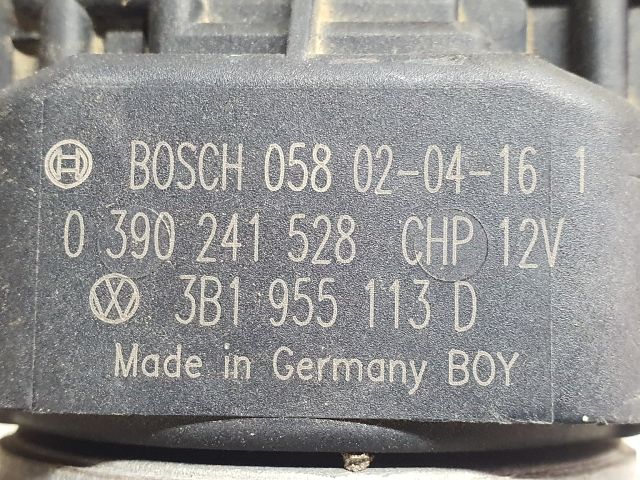 BOSCH 058 02-04-16 1
0 390 241 528 CHP 12V
3B1 955 113 D
Made in Germany BOY